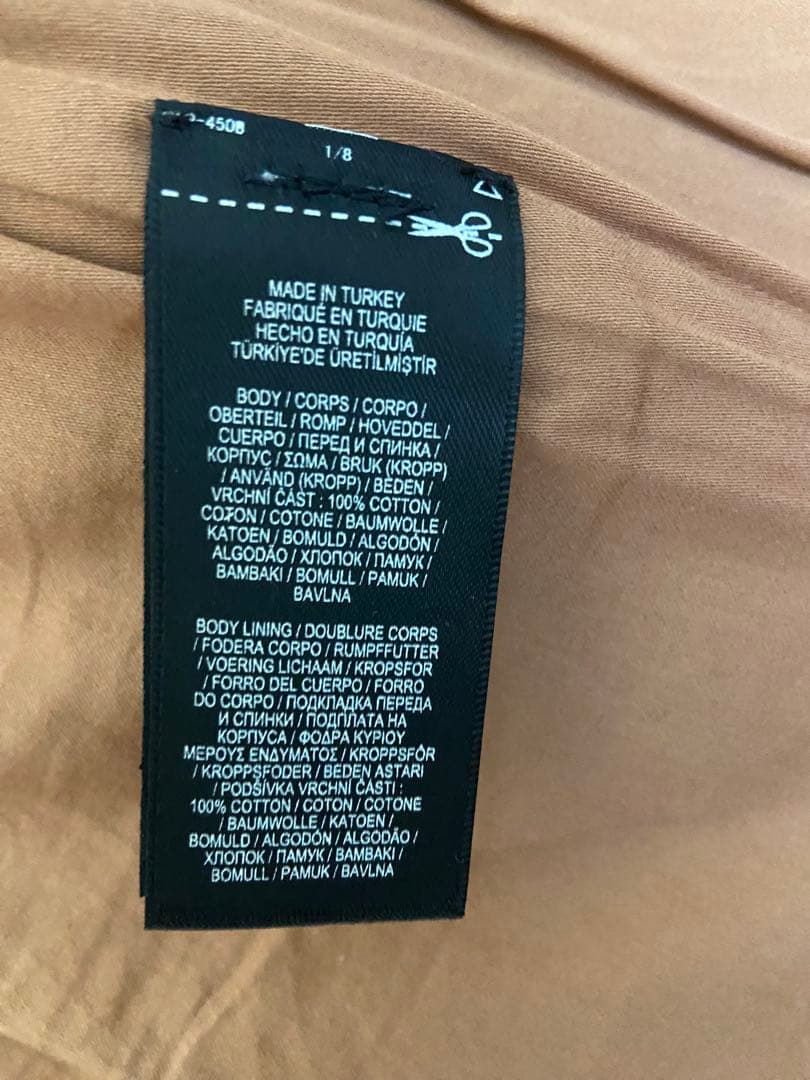 -450B
1/8
MADE IN TURKEY
FABRIQUÉ EN TURQUIE
HECHO EN TURQUÍA
TÜRKİYE'DE ÜRETİLMİŞTİR
BODY / CORPS / CORPO /
OBERTEIL / ROMP / HOVEDDEL /
CUERPO / ПЕРЕД И СПИНКА /
КОРПУС / ΣΩΜΑ / BRUK (KROPP)
/ ANVÄND (KROPP) / BEDEN /
VRCHNÍ ČÁST : 100% COTTON /
COTON / COTONE / BAUMWOLLE /
KATOEN / BOMULD / ALGODÓN /
ALGODÃO / ХЛОПОК / ПАМУК /
BAMBAKI / BOMULL / PAMUK /
BAVLNA
BODY LINING / DOUBLURE CORPS
/ FODERA CORPO / RUMPFFUTTER
/ VOERING LICHAAM / KROPSFOR
/ FORRO DEL CUERPO / FORRO
DO CORPO / ПОДКЛАДКА ПЕРЕДА
И СПИНКИ / ПОДПЛАТА НА
КОРПУСА / ΦΟΔΡΑ ΚΥΡΙΟΥ
ΜΕΡΟΥΣ ΕΝΔΥΜΑΤΟΣ / KROPPSFÔR
/ KROPPSFODER / BEDEN ASTARI
/ PODŠÍVKA VRCHNÍ ČÁSTI :
100% COTTON / COTON / COTONE
/ BAUMWOLLE / KATOEN /
BOMULD / ALGODÓN / ALGODÃO /
ХЛОПОК / ПАМУК / BAMBAKI /
BOMULL / PAMUK / BAVLNA